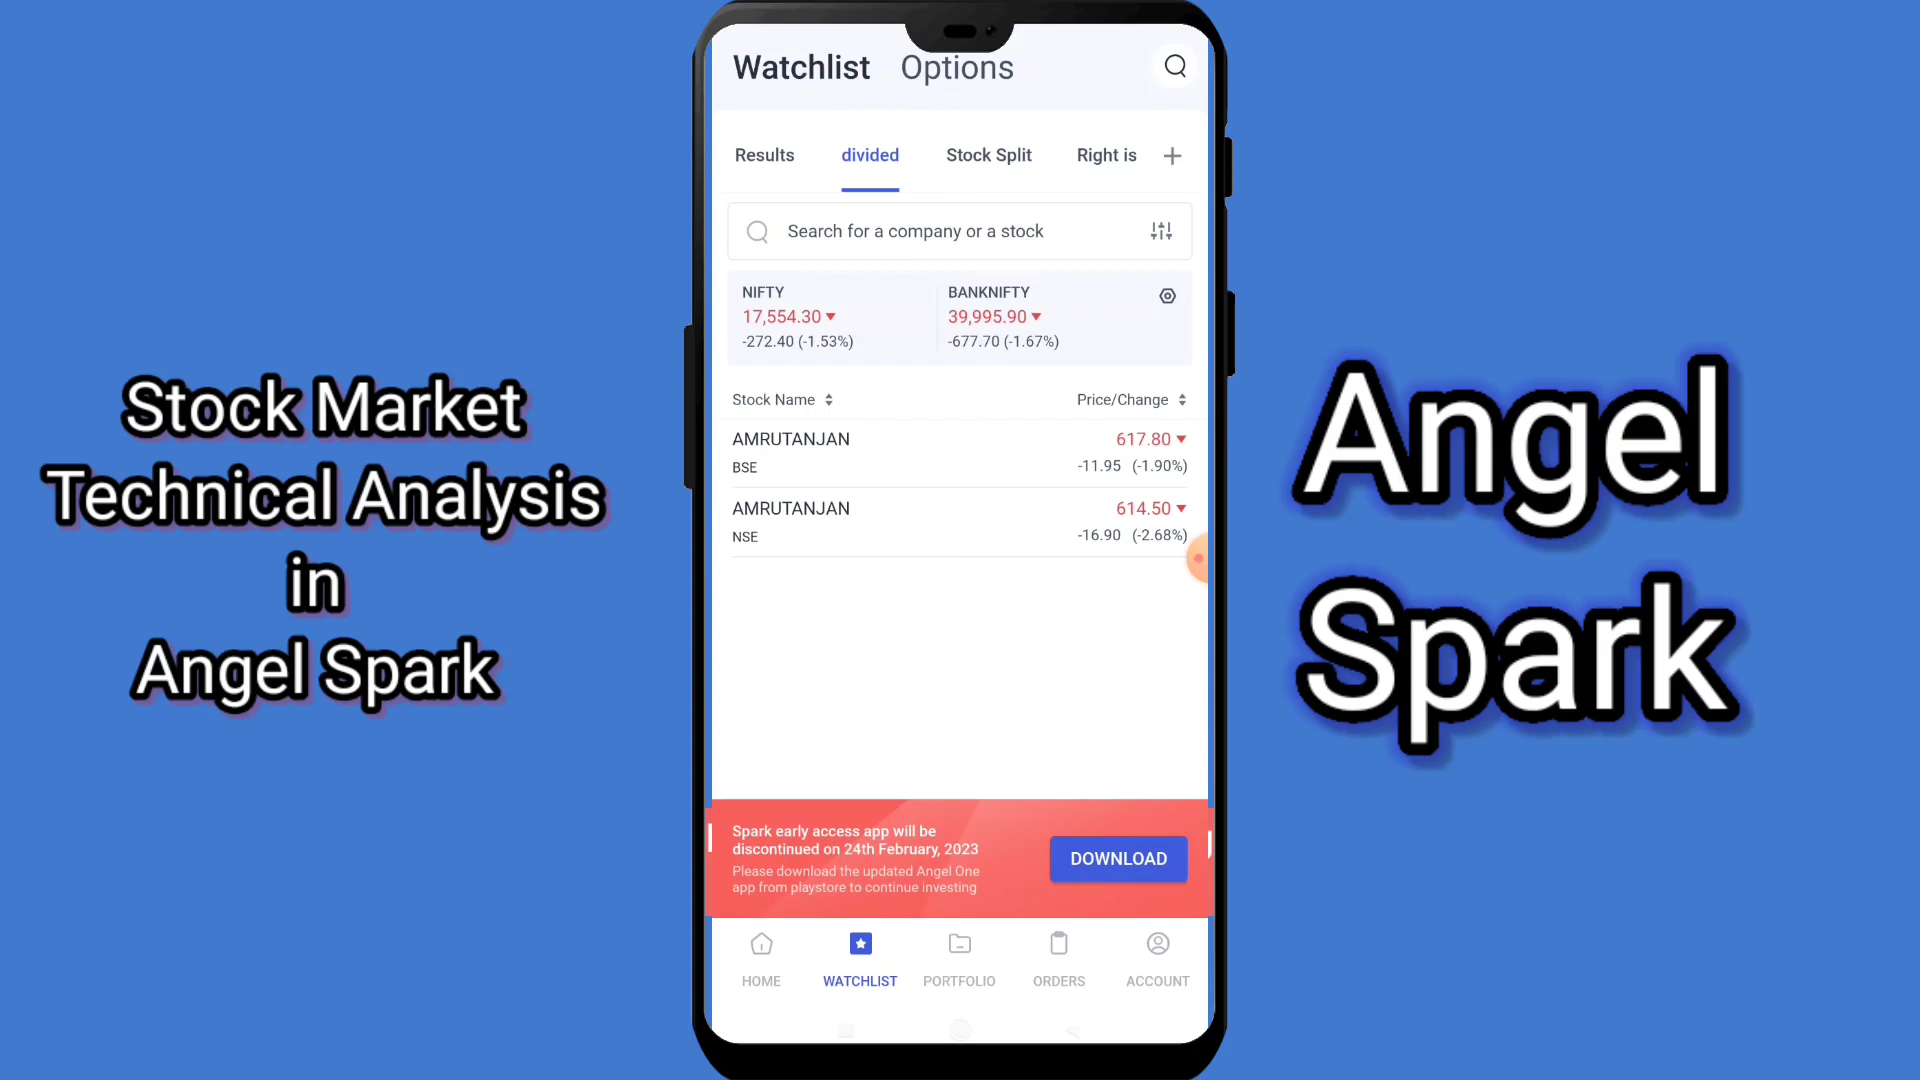 Stock Market
Technical Analysis
in
Angel Spark
Watchlist Options
Results divided Stock Split Right is
Search for a company or a stock
NIFTY BANKNIFTY
17,554.30 39,995.90
-272.40 (-1.53%) -677.70 (-1.67%)
Stock Name Price/Change
AMRUTANJAN 617.80
BSE -11.95 (-1.90%)
AMRUTANJAN 614.50
NSE -16.90 (-2.68%)
Spark early access app will be
discontinued on 24th February, 2023
Please download the updated Angel One
app from playstore to continue investing
DOWNLOAD
HOME WATCHLIST PORTFOLIO ORDERS ACCOUNT
Angel
Spark